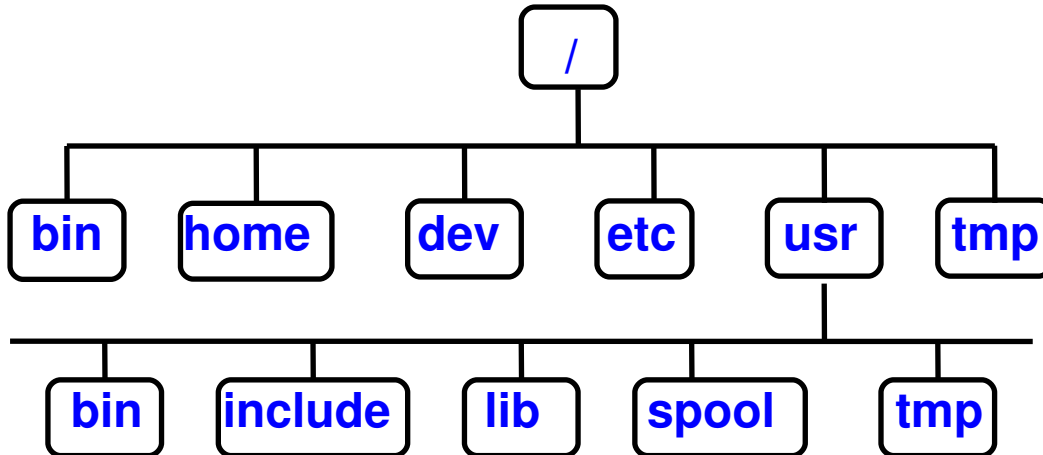 /
bin home dev etc usr tmp
bin include lib spool tmp